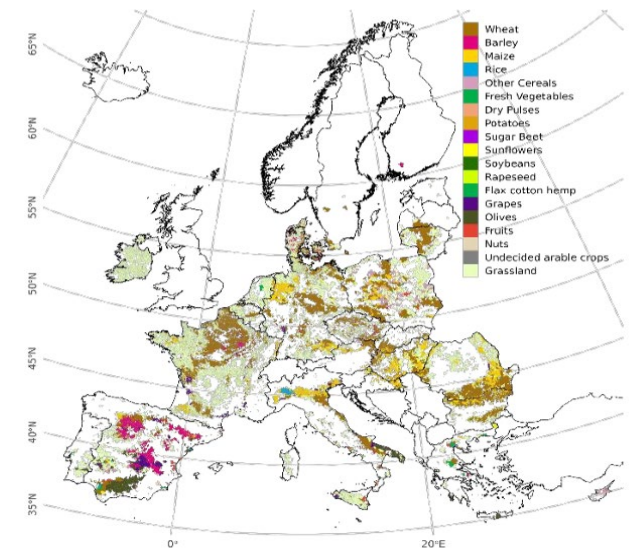 65°N
60°N
55°N
50°N
45°N
40°N
35°N
0°
20°E
Wheat
Barley
Maize
Rice
Other Cereals
Fresh Vegetables
Dry Pulses
Potatoes
Sugar Beet
Sunflowers
Soybeans
Rapeseed
Flax cotton hemp
Grapes
Olives
Fruits
Nuts
Undecided arable crops
Grassland